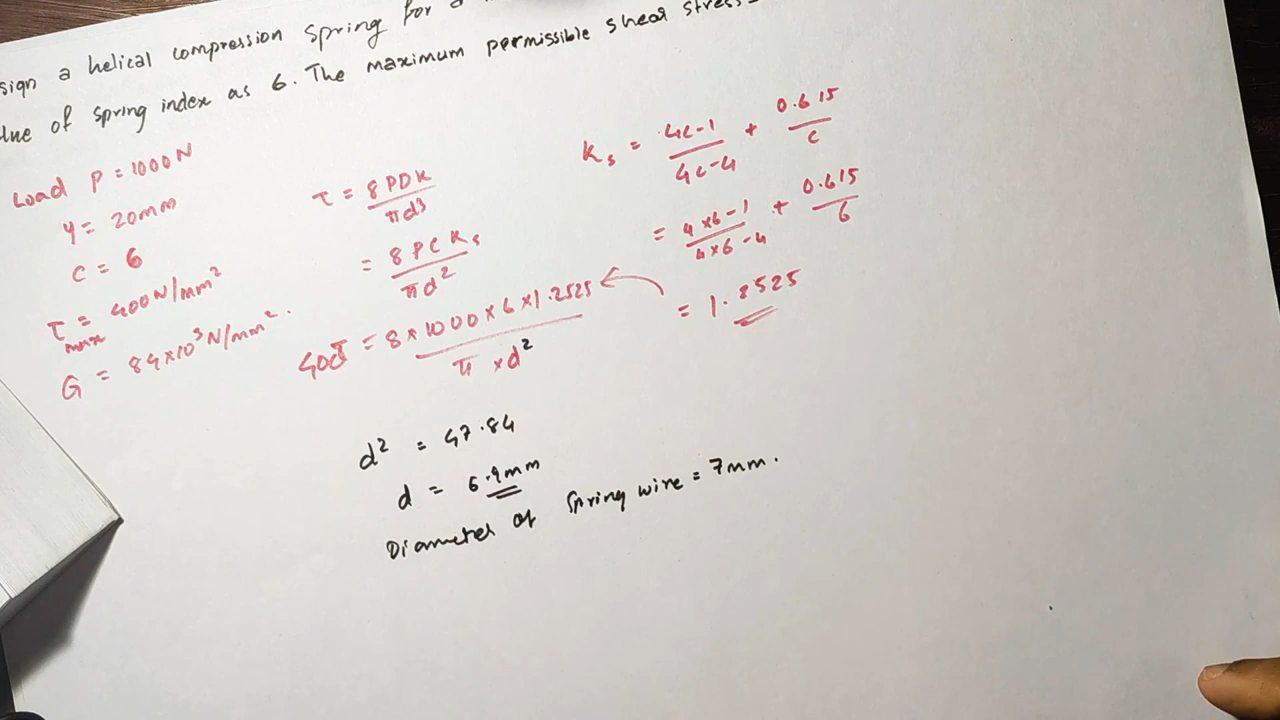 sign a helical compression spring for a
lue of spring index as 6. The maximum permissible shear stress
Load P = 1000N
y = 20mm
C = 6
τmax = 400N/mm²
G = 84×10³N/mm².
τ = 8PDK/πd³
= 8PCKs/πd²
400 = 8×1000×6×1.2525/π×d²
Ks = 4C-1/4C-4 + 0.615/C
= 4×6-1/4×6-4 + 0.615/6
= 1.2525
d² = 47.84
d = 6.9mm
Diameter of spring wire = 7mm.